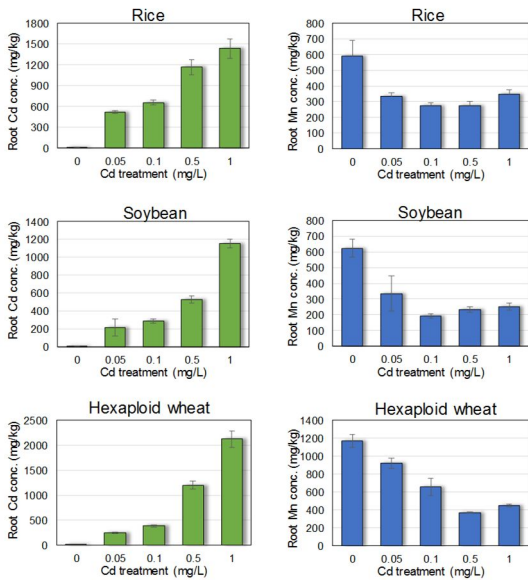 Rice
Root Cd conc. (mg/kg)
1800
1500
1200
900
600
300
0
0 0.05 0.1 0.5 1
Cd treatment (mg/L)
Rice
Root Mn conc. (mg/kg)
800
700
600
500
400
300
200
100
0
0 0.05 0.1 0.5 1
Cd treatment (mg/L)
Soybean
Root Cd conc. (mg/kg)
1400
1200
1000
800
600
400
200
0
0 0.05 0.1 0.5 1
Cd treatment (mg/L)
Soybean
Root Mn conc. (mg/kg)
800
700
600
500
400
300
200
100
0
0 0.05 0.1 0.5 1
Cd treatment (mg/L)
Hexaploid wheat
Root Cd conc. (mg/kg)
2500
2000
1500
1000
500
0
0 0.05 0.1 0.5 1
Cd treatment (mg/L)
Hexaploid wheat
Root Mn conc. (mg/kg)
1400
1200
1000
800
600
400
200
0
0 0.05 0.1 0.5 1
Cd treatment (mg/L)